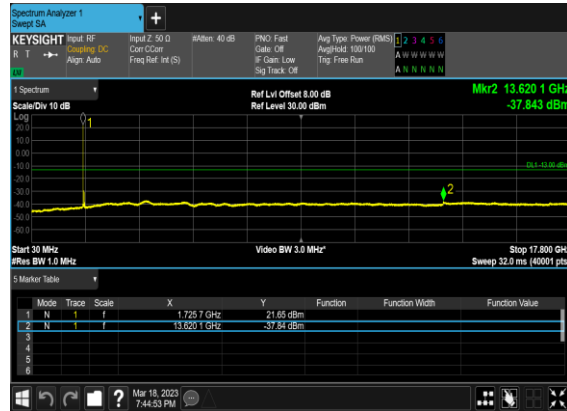 Spectrum Analyzer 1
Swept SA
+
KEYSIGHT Input: RF Input Z: 50 Ω #Atten: 40 dB PNO: Fast Avg Type: Power (RMS) 1 2 3 4 5 6
R T Coupling: DC Corr CCorr Gate: Off Avg|Hold: 100/100 A W W W W W
Align: Auto Freq Ref: Int (S) IF Gain: Low Trig: Free Run
LW Sig Track: Off A N N N N N
1 Spectrum Ref Lvl Offset 8.00 dB Mkr2 13.620 1 GHz
Scale/Div 10 dB Ref Level 30.00 dBm -37.843 dBm
Log
20.0 1
10.0
0.00
-10.0 DL1 -13.00 dBm
-20.0
-30.0 2
-40.0
-50.0
-60.0
Start 30 MHz Video BW 3.0 MHz* Stop 17.800 GHz
#Res BW 1.0 MHz Sweep 32.0 ms (40001 pts)
5 Marker Table
Mode Trace Scale X Y Function Function Width Function Value
1 N 1 f 1.725 7 GHz 21.65 dBm
2 N 1 f 13.620 1 GHz -37.84 dBm
3
4
5
6
? Mar 18, 2023
7:44:53 PM